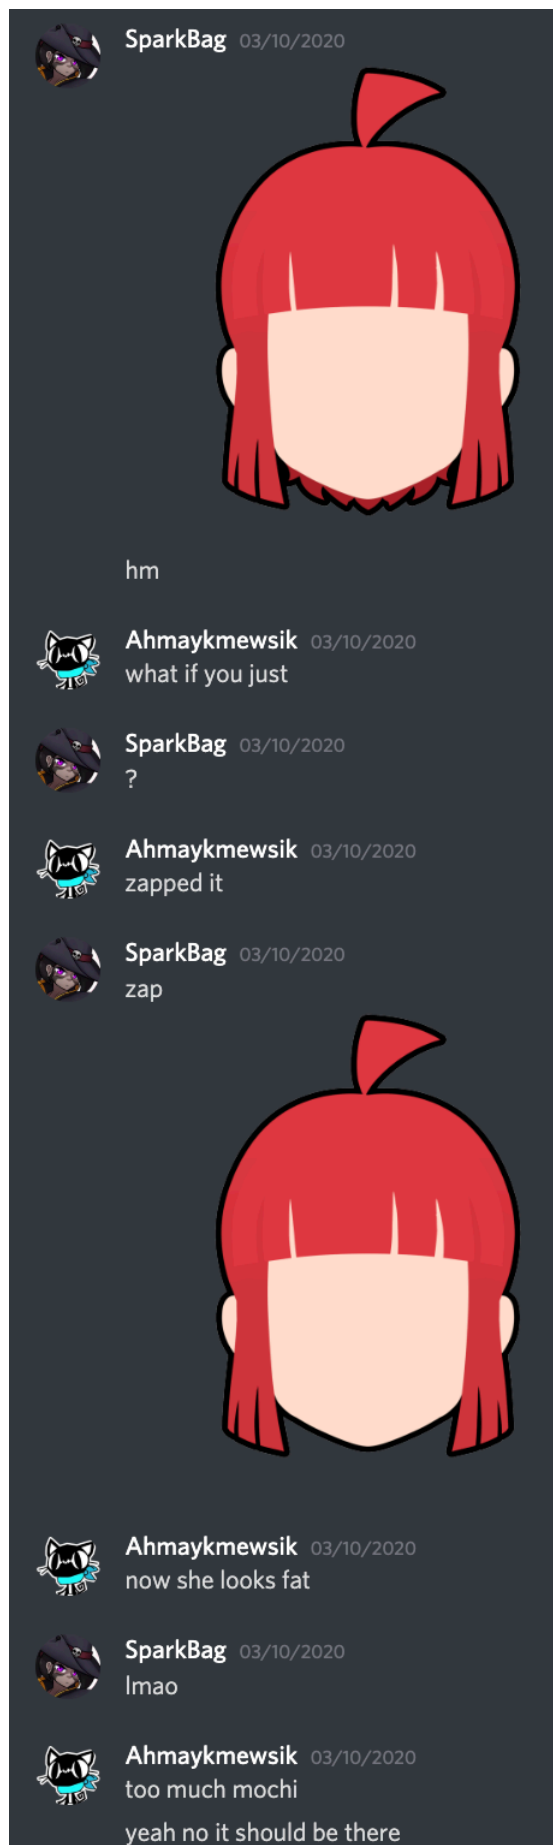 SparkBag 03/10/2020
hm
Ahmaykmewsik 03/10/2020
what if you just
SparkBag 03/10/2020
?
Ahmaykmewsik 03/10/2020
zapped it
SparkBag 03/10/2020
zap
Ahmaykmewsik 03/10/2020
now she looks fat
SparkBag 03/10/2020
lmao
Ahmaykmewsik 03/10/2020
too much mochi
yeah no it should be there